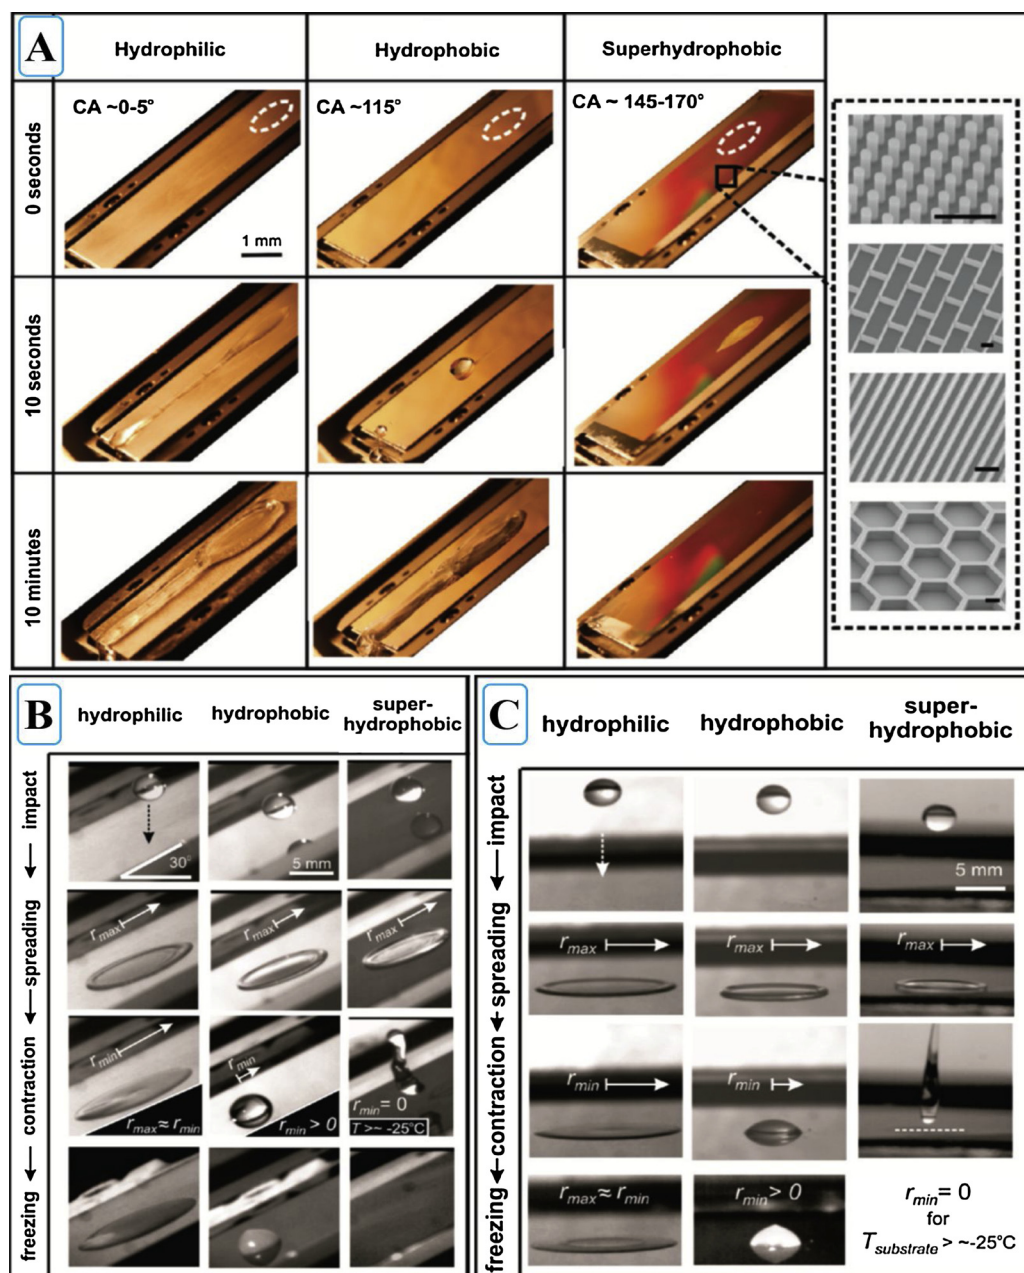 A
Hydrophilic
Hydrophobic
Superhydrophobic
0 seconds
CA ~0-5°
CA ~115°
CA ~ 145-170°
1 mm
10 seconds
10 minutes
B
hydrophilic
hydrophobic
super-
hydrophobic
impact
30°
5 mm
spreading
rmax
rmax
rmax
contraction
rmin
rmax ≈ rmin
rmin
rmin > 0
rmin = 0
T >~ -25°C
freezing
C
hydrophilic
hydrophobic
super-
hydrophobic
impact
5 mm
spreading
rmax
rmax
rmax
contraction
rmin
rmin
freezing
rmax ≈ rmin
rmin > 0
rmin = 0
for
Tsubstrate > ~-25°C